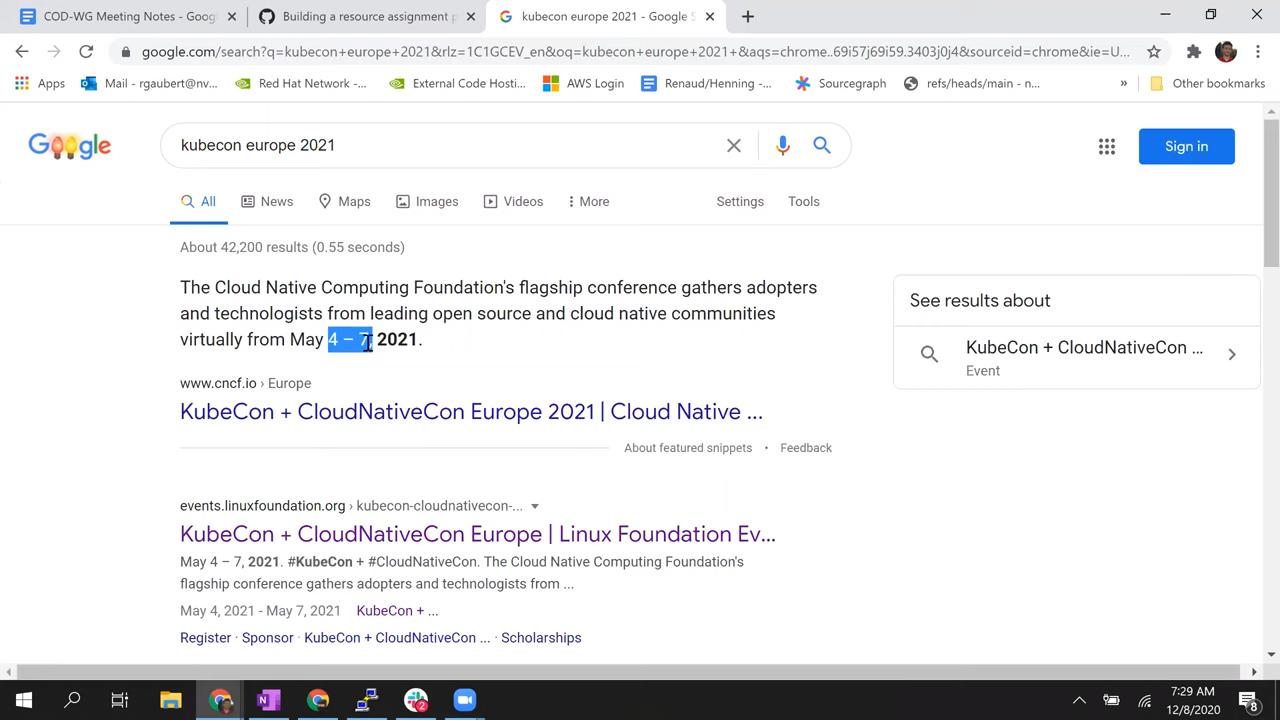 COD-WG Meeting Notes - Goog
Building a resource assignment p
kubecon europe 2021 - Google S
google.com/search?q=kubecon+europe+2021&rlz=1C1GCEV_en&oq=kubecon+europe+2021+&aqs=chrome..69i57j69i59.3403j0j4&sourceid=chrome&ie=U...
Apps
Mail - rgaubert@nv...
Red Hat Network -...
External Code Hosti...
AWS Login
Renaud/Henning -...
Sourcegraph
refs/heads/main - n...
»
Other bookmarks
Google
kubecon europe 2021
Sign in
All
News
Maps
Images
Videos
More
Settings
Tools
About 42,200 results (0.55 seconds)
The Cloud Native Computing Foundation's flagship conference gathers adopters
and technologists from leading open source and cloud native communities
virtually from May 4 – 7, 2021.
www.cncf.io › Europe
KubeCon + CloudNativeCon Europe 2021 | Cloud Native ...
About featured snippets • Feedback
See results about
KubeCon + CloudNativeCon ...
Event
events.linuxfoundation.org › kubecon-cloudnativecon-...
KubeCon + CloudNativeCon Europe | Linux Foundation Ev...
May 4 – 7, 2021. #KubeCon + #CloudNativeCon. The Cloud Native Computing Foundation's
flagship conference gathers adopters and technologists from ...
May 4, 2021 - May 7, 2021 KubeCon + ...
Register · Sponsor · KubeCon + CloudNativeCon ... · Scholarships
2
7:29 AM
12/8/2020
8